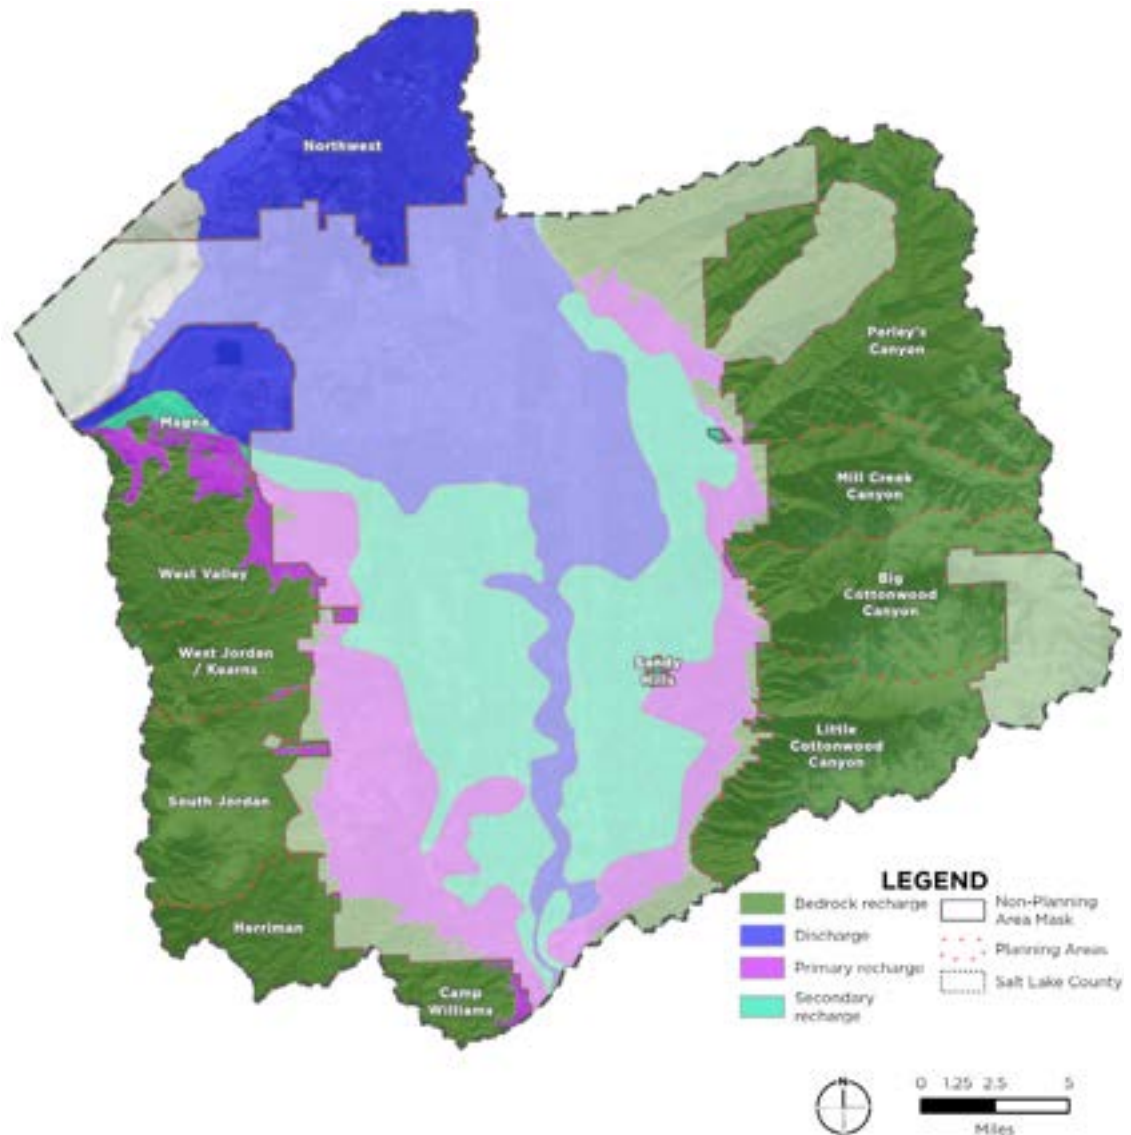 Northwest
Parley's
Canyon
Magna
Mill Creek
Canyon
West Valley
Big
Cottonwood
Canyon
West Jordan
/ Kearns
Sandy
Hills
Little
Cottonwood
Canyon
South Jordan
Herriman
Camp
Williams
LEGEND
Bedrock recharge
Discharge
Primary recharge
Secondary
recharge
Non-Planning
Area Mask
Planning Areas
Salt Lake County
N
0 1.25 2.5 5
Miles